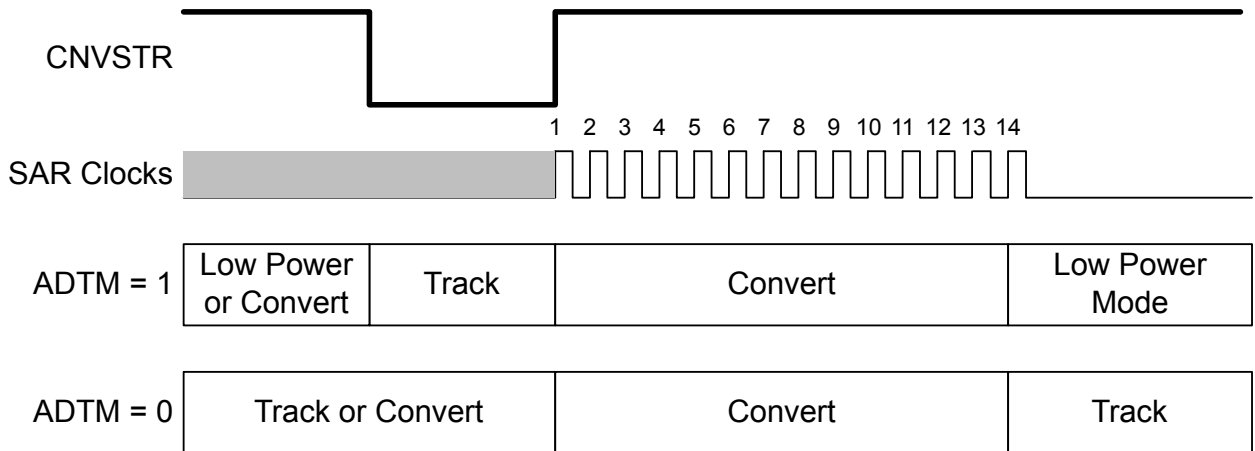 CNVSTR
1 2 3 4 5 6 7 8 9 10 11 12 13 14
SAR Clocks
ADTM = 1
Low Power
or Convert
Track
Convert
Low Power
Mode
ADTM = 0
Track or Convert
Convert
Track